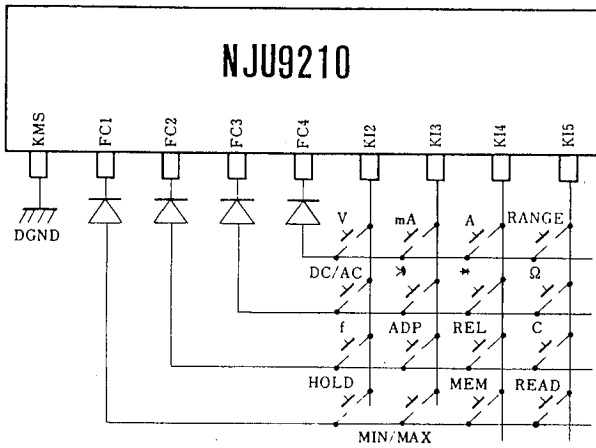 NJU9210
KMS FC1 FC2 FC3 FC4 KI2 KI3 KI4 KI5
DGND
V mA A RANGE
DC/AC Ω
f ADP REL C
HOLD MEM READ
MIN/MAX